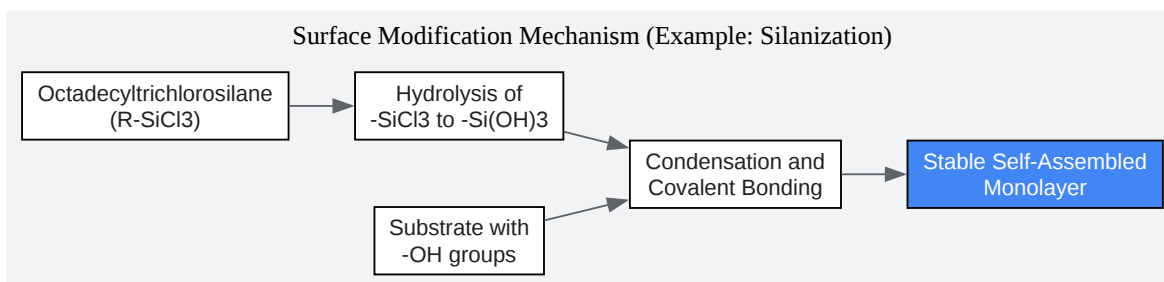 Surface Modification Mechanism (Example: Silanization)
Octadecyltrichlorosilane
(R-SiCl3)
Hydrolysis of
-SiCl3 to -Si(OH)3
Substrate with
-OH groups
Condensation and
Covalent Bonding
Stable Self-Assembled
Monolayer